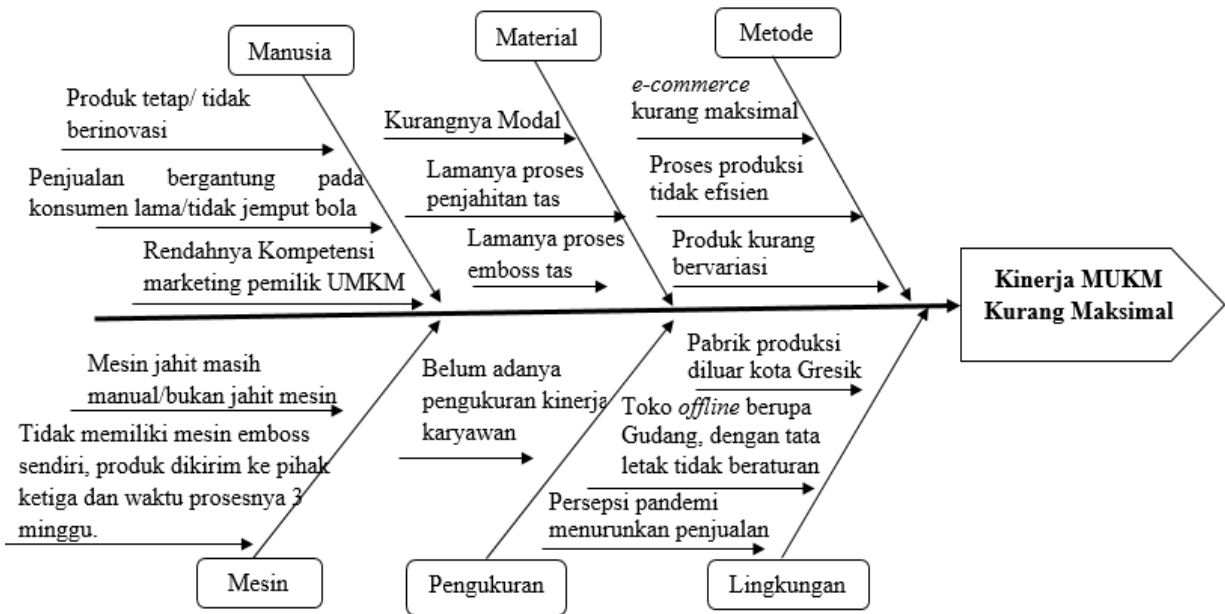 Manusia
Material
Metode
Produk tetap/ tidak
berinovasi
Penjualan bergantung pada
konsumen lama/tidak jemput bola
Rendahnya Kompetensi
marketing pemilik UMKM
Kurangnya Modal
Lamanya proses
penjahitan tas
Lamanya proses
emboss tas
e-commerce
kurang maksimal
Proses produksi
tidak efisien
Produk kurang
bervariasi
Kinerja MUKM
Kurang Maksimal
Mesin jahit masih
manual/bukan jahit mesin
Tidak memiliki mesin emboss
sendiri, produk dikirim ke pihak
ketiga dan waktu prosesnya 3
minggu.
Belum adanya
pengukuran kinerja
karyawan
Pabrik produksi
diluar kota Gresik
Toko offline berupa
Gudang, dengan tata
letak tidak beraturan
Persepsi pandemi
menurunkan penjualan
Mesin
Pengukuran
Lingkungan